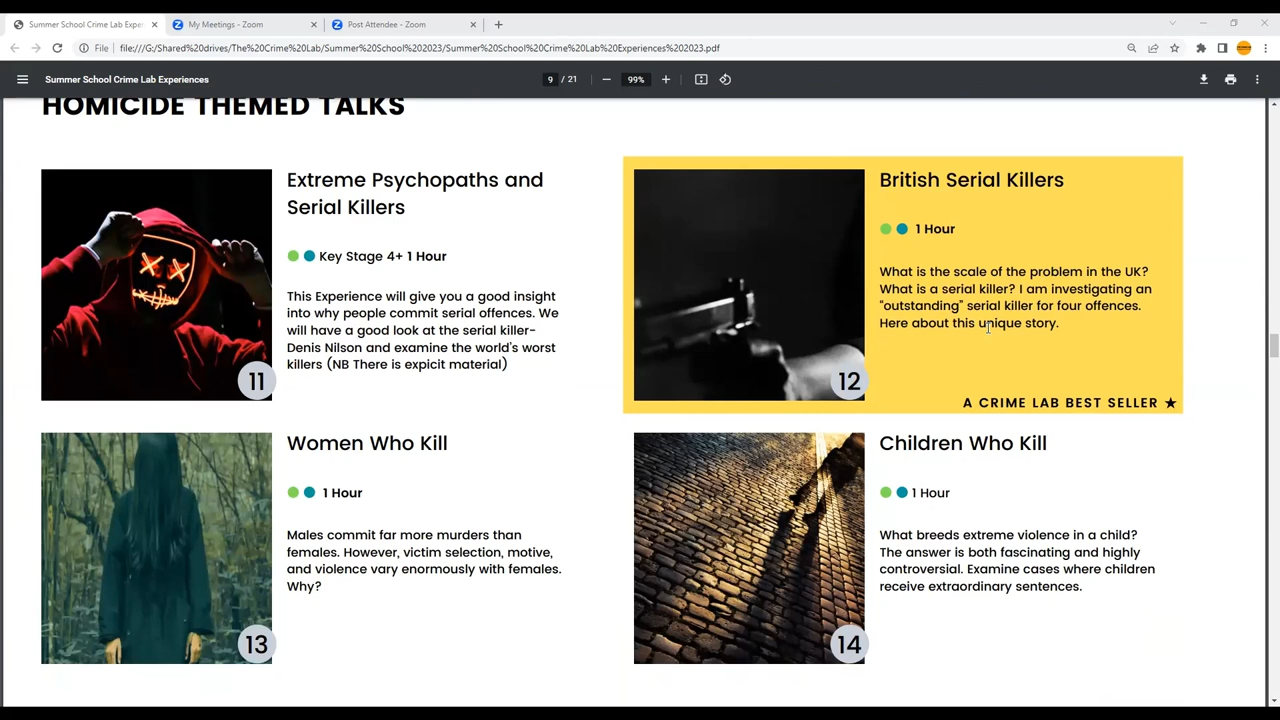 Summer School Crime Lab Expe
My Meetings - Zoom
Post Attendee - Zoom
File
file:///G:/Shared%20drives/The%20Crime%20Lab/Summer%20School%202023/Summer%20School%20Crime%20Lab%20Experiences%202023.pdf
Summer School Crime Lab Experiences
9 / 21
99%
HOMICIDE THEMED TALKS
Extreme Psychopaths and
Serial Killers
Key Stage 4+ 1 Hour
This Experience will give you a good insight
into why people commit serial offences. We
will have a good look at the serial killer-
Denis Nilson and examine the world's worst
killers (NB There is expicit material)
11
British Serial Killers
1 Hour
What is the scale of the problem in the UK?
What is a serial killer? I am investigating an
"outstanding" serial killer for four offences.
Here about this unique story.
12
A CRIME LAB BEST SELLER ★
Women Who Kill
1 Hour
Males commit far more murders than
females. However, victim selection, motive,
and violence vary enormously with females.
Why?
13
Children Who Kill
1 Hour
What breeds extreme violence in a child?
The answer is both fascinating and highly
controversial. Examine cases where children
receive extraordinary sentences.
14